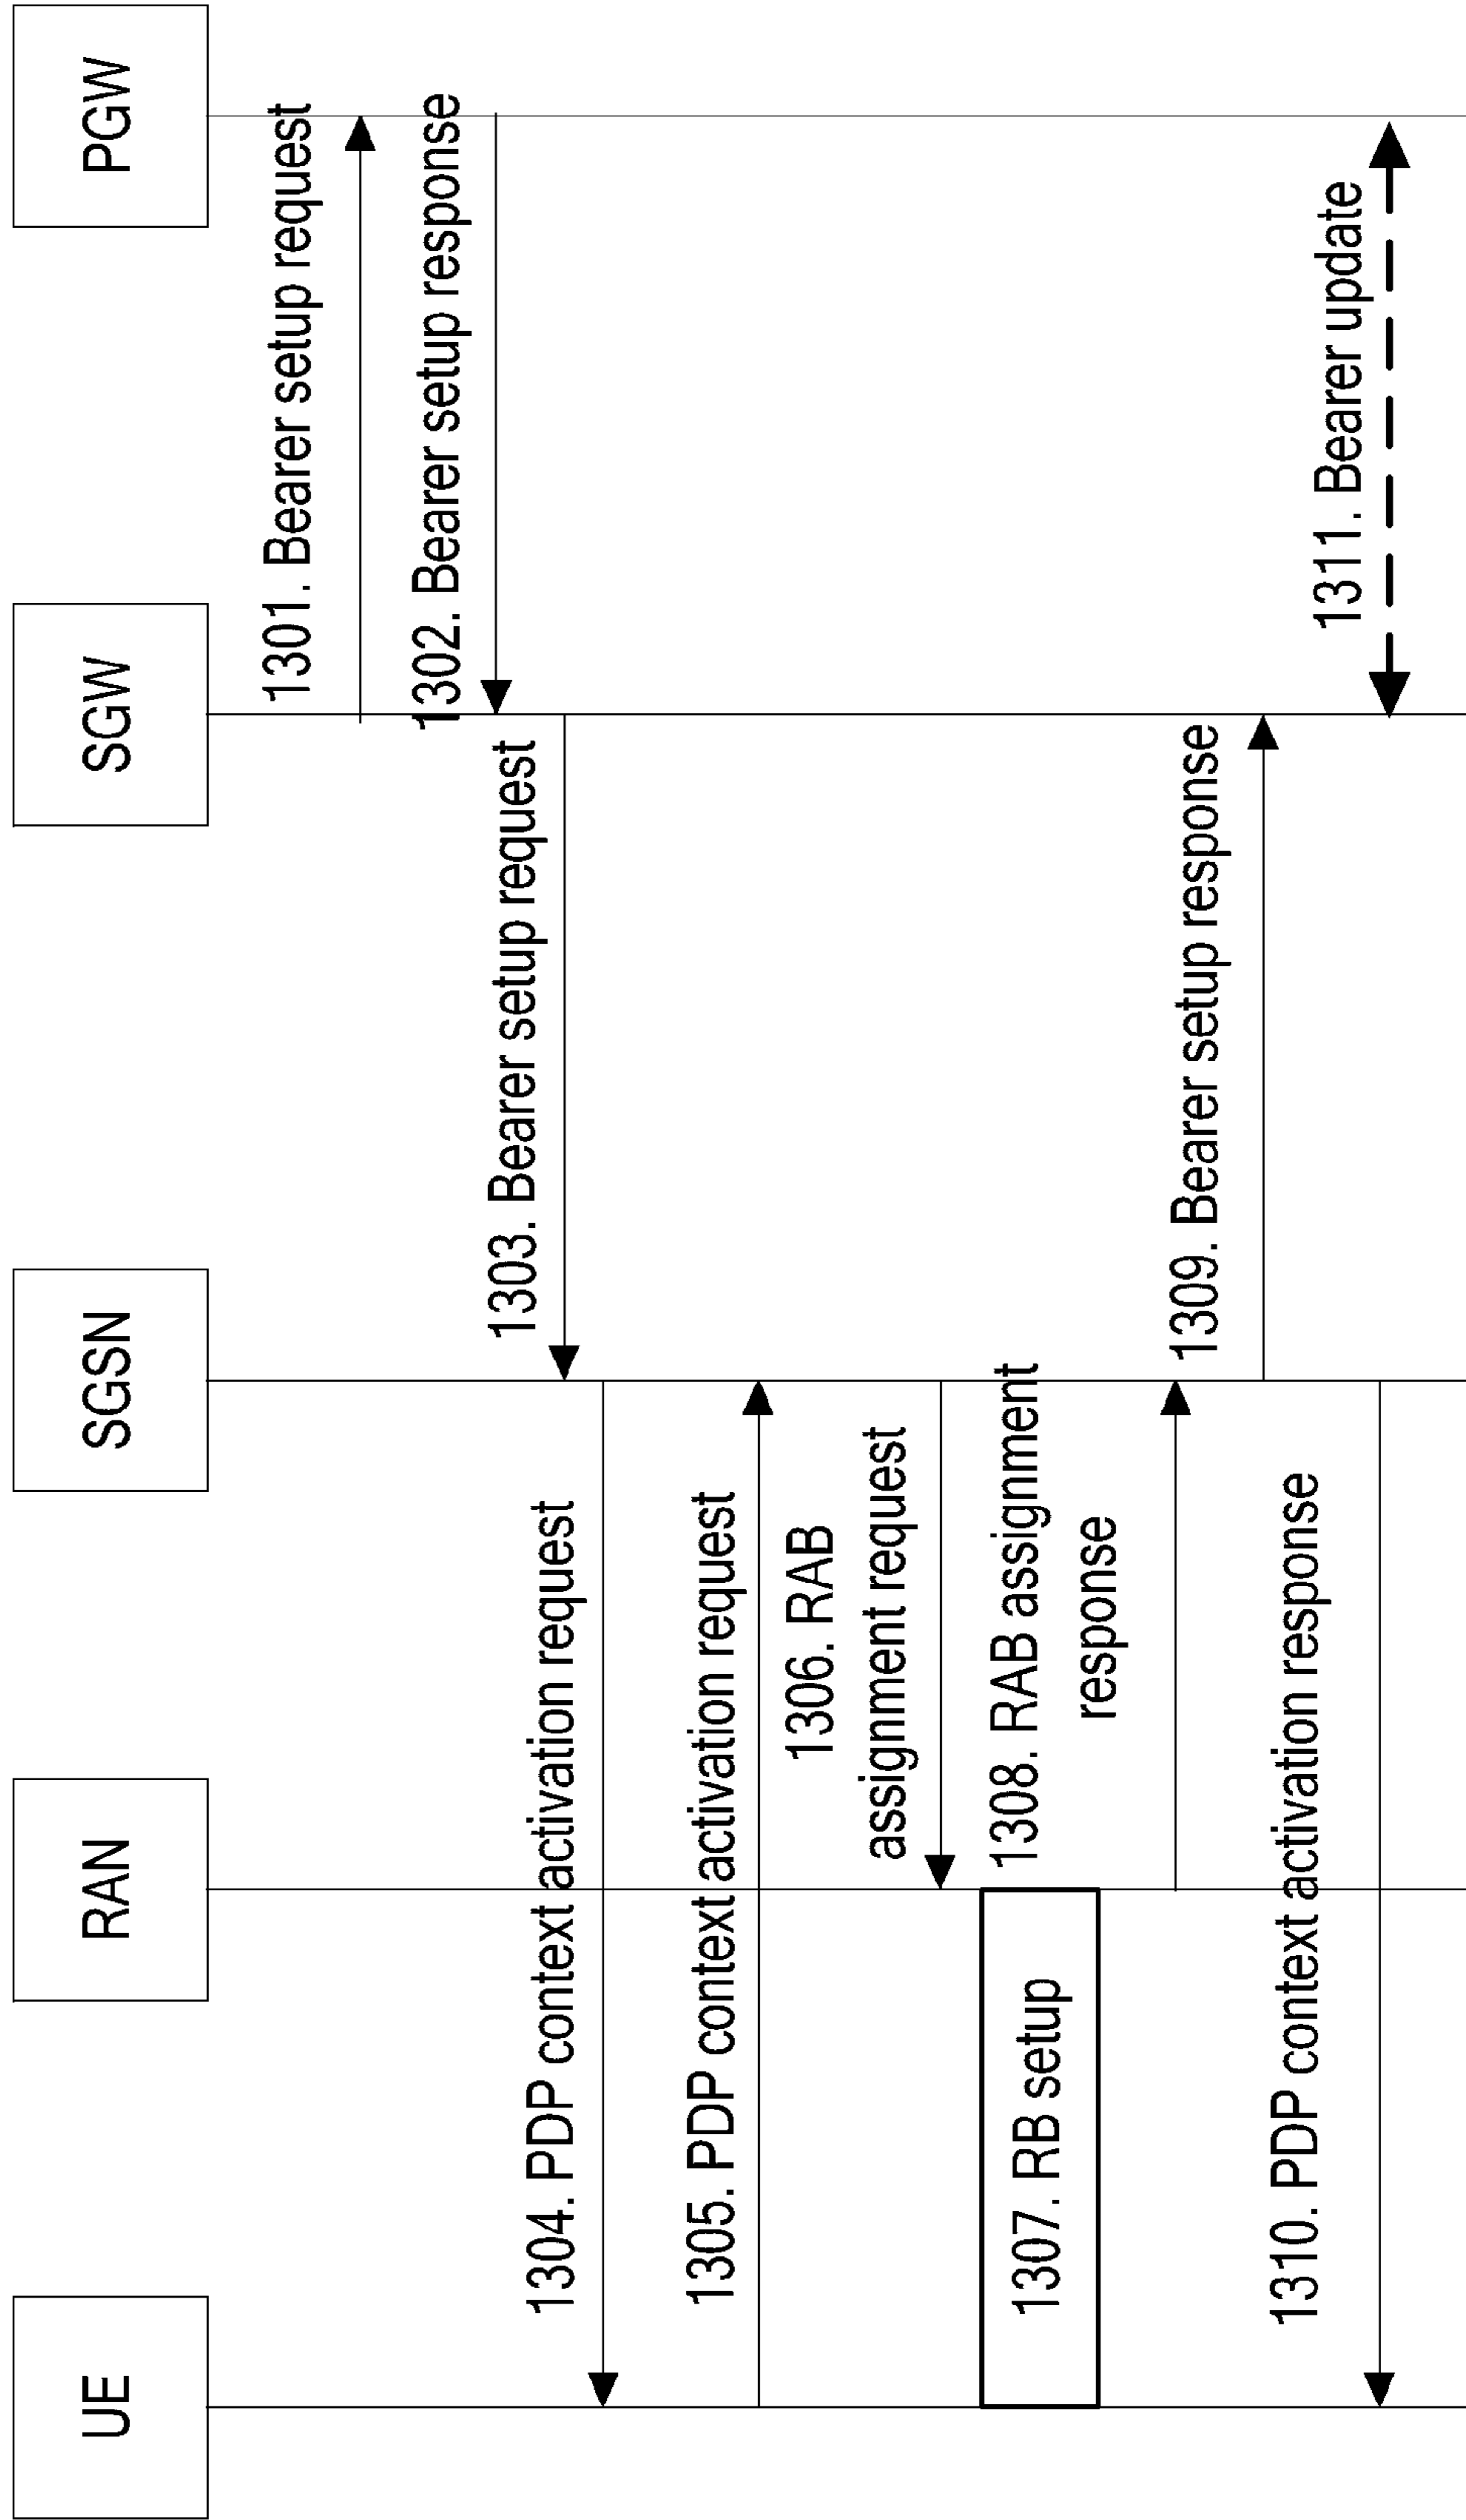 UE
RAN
SGSN
SGW
PGW
1301. Bearer setup request
1302. Bearer setup response
1303. Bearer setup request
1304. PDP context activation request
1305. PDP context activation request
1306. RAB
assignment request
1307. RB setup
1308. RAB assignment
response
1309. Bearer setup response
1310. PDP context activation response
1311. Bearer update